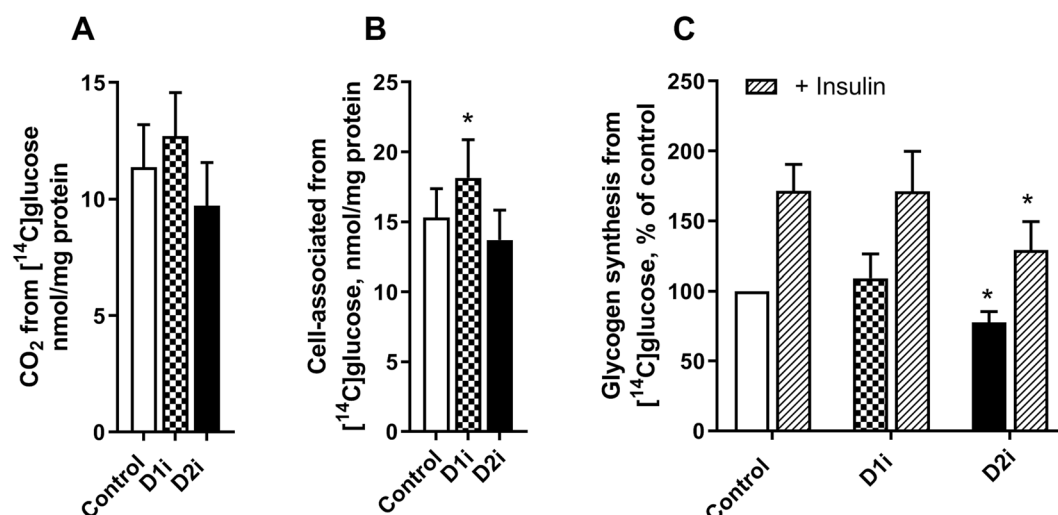 A
CO₂ from [¹⁴C]glucose
nmol/mg protein
15
10
5
0
Control
D1i
D2i
B
Cell-associated from
[¹⁴C]glucose, nmol/mg protein
25
20
15
10
5
0
*
Control
D1i
D2i
C
Glycogen synthesis from
[¹⁴C]glucose, % of control
250
200
150
100
50
0
+ Insulin
*
*
Control
D1i
D2i